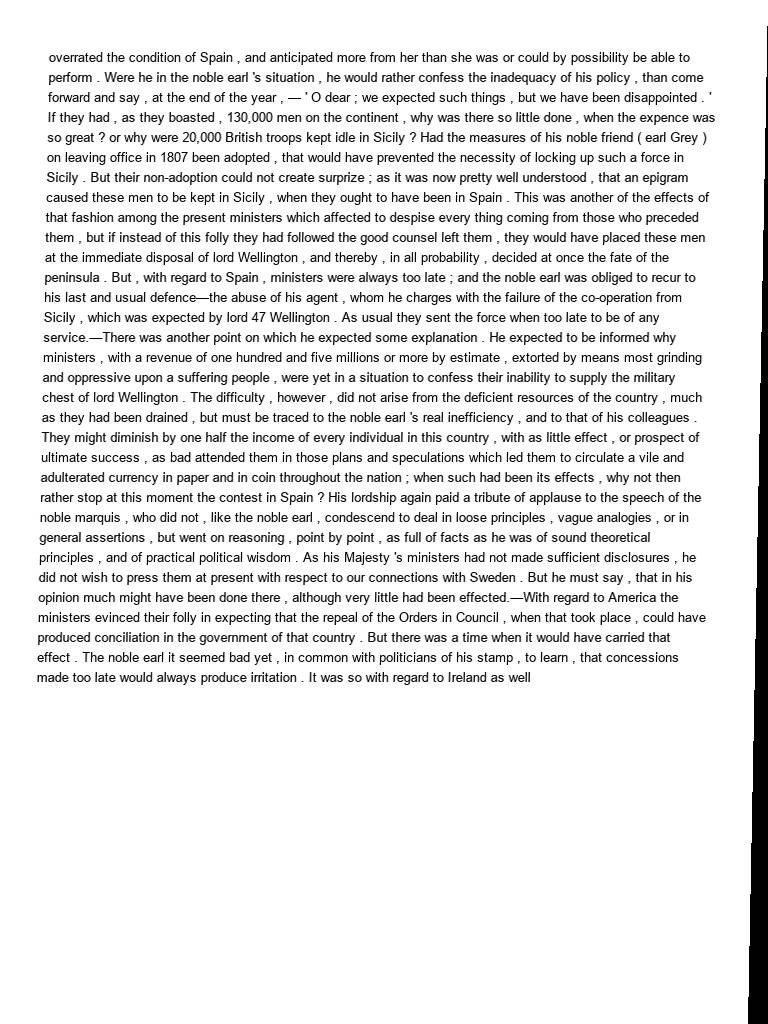 overrated the condition of Spain , and anticipated more from her than she was or could by possibility be able to
perform . Were he in the noble earl 's situation , he would rather confess the inadequacy of his policy , than come
forward and say , at the end of the year , — ' O dear ; we expected such things , but we have been disappointed . '
If they had , as they boasted , 130,000 men on the continent , why was there so little done , when the expence was
so great ? or why were 20,000 British troops kept idle in Sicily ? Had the measures of his noble friend ( earl Grey )
on leaving office in 1807 been adopted , that would have prevented the necessity of locking up such a force in
Sicily . But their non-adoption could not create surprize ; as it was now pretty well understood , that an epigram
caused these men to be kept in Sicily , when they ought to have been in Spain . This was another of the effects of
that fashion among the present ministers which affected to despise every thing coming from those who preceded
them , but if instead of this folly they had followed the good counsel left them , they would have placed these men
at the immediate disposal of lord Wellington , and thereby , in all probability , decided at once the fate of the
peninsula . But , with regard to Spain , ministers were always too late ; and the noble earl was obliged to recur to
his last and usual defence—the abuse of his agent , whom he charges with the failure of the co-operation from
Sicily , which was expected by lord 47 Wellington . As usual they sent the force when too late to be of any
service.—There was another point on which he expected some explanation . He expected to be informed why
ministers , with a revenue of one hundred and five millions or more by estimate , extorted by means most grinding
and oppressive upon a suffering people , were yet in a situation to confess their inability to supply the military
chest of lord Wellington . The difficulty , however , did not arise from the deficient resources of the country , much
as they had been drained , but must be traced to the noble earl 's real inefficiency , and to that of his colleagues .
They might diminish by one half the income of every individual in this country , with as little effect , or prospect of
ultimate success , as bad attended them in those plans and speculations which led them to circulate a vile and
adulterated currency in paper and in coin throughout the nation ; when such had been its effects , why not then
rather stop at this moment the contest in Spain ? His lordship again paid a tribute of applause to the speech of the
noble marquis , who did not , like the noble earl , condescend to deal in loose principles , vague analogies , or in
general assertions , but went on reasoning , point by point , as full of facts as he was of sound theoretical
principles , and of practical political wisdom . As his Majesty 's ministers had not made sufficient disclosures , he
did not wish to press them at present with respect to our connections with Sweden . But he must say , that in his
opinion much might have been done there , although very little had been effected.—With regard to America the
ministers evinced their folly in expecting that the repeal of the Orders in Council , when that took place , could have
produced conciliation in the government of that country . But there was a time when it would have carried that
effect . The noble earl it seemed bad yet , in common with politicians of his stamp , to learn , that concessions
made too late would always produce irritation . It was so with regard to Ireland as well